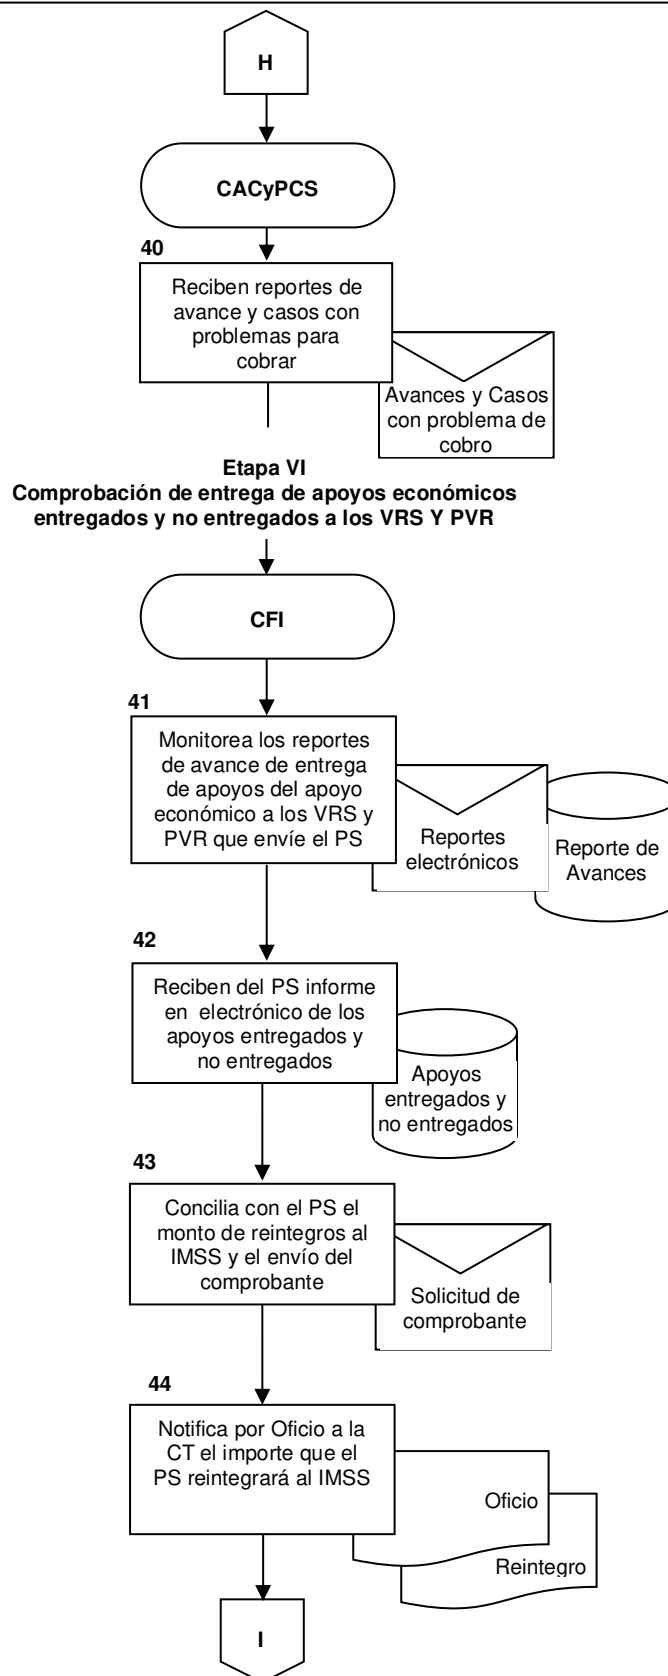 H
CACyPCS
40
Reciben reportes de
avance y casos con
problemas para
cobrar
Avances y Casos
con problema de
cobro
Etapa VI
Comprobación de entrega de apoyos económicos
entregados y no entregados a los VRS Y PVR
CFI
41
Monitorea los reportes
de avance de entrega
de apoyos del apoyo
económico a los VRS y
PVR que envíe el PS
Reportes
electrónicos
Reporte de
Avances
42
Reciben del PS informe
en electrónico de los
apoyos entregados y
no entregados
Apoyos
entregados y
no entregados
43
Concilia con el PS el
monto de reintegros al
IMSS y el envío del
comprobante
Solicitud de
comprobante
44
Notifica por Oficio a la
CT el importe que el
PS reintegrará al IMSS
Oficio
Reintegro
I